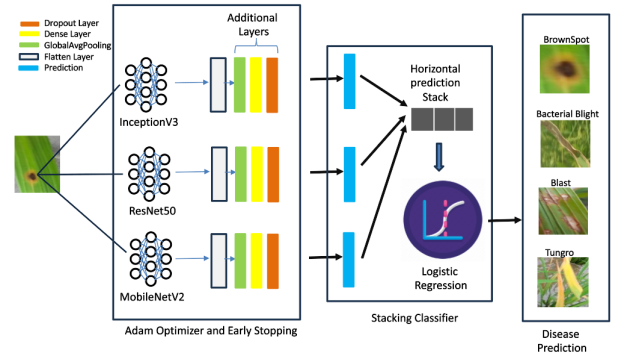 Dropout Layer
Dense Layer
GlobalAvgPooling
Flatten Layer
Prediction
Additional
Layers
InceptionV3
ResNet50
MobileNetV2
Adam Optimizer and Early Stopping
Horizontal
prediction
Stack
Logistic
Regression
Stacking Classifier
BrownSpot
Bacterial Blight
Blast
Tungro
Disease
Prediction